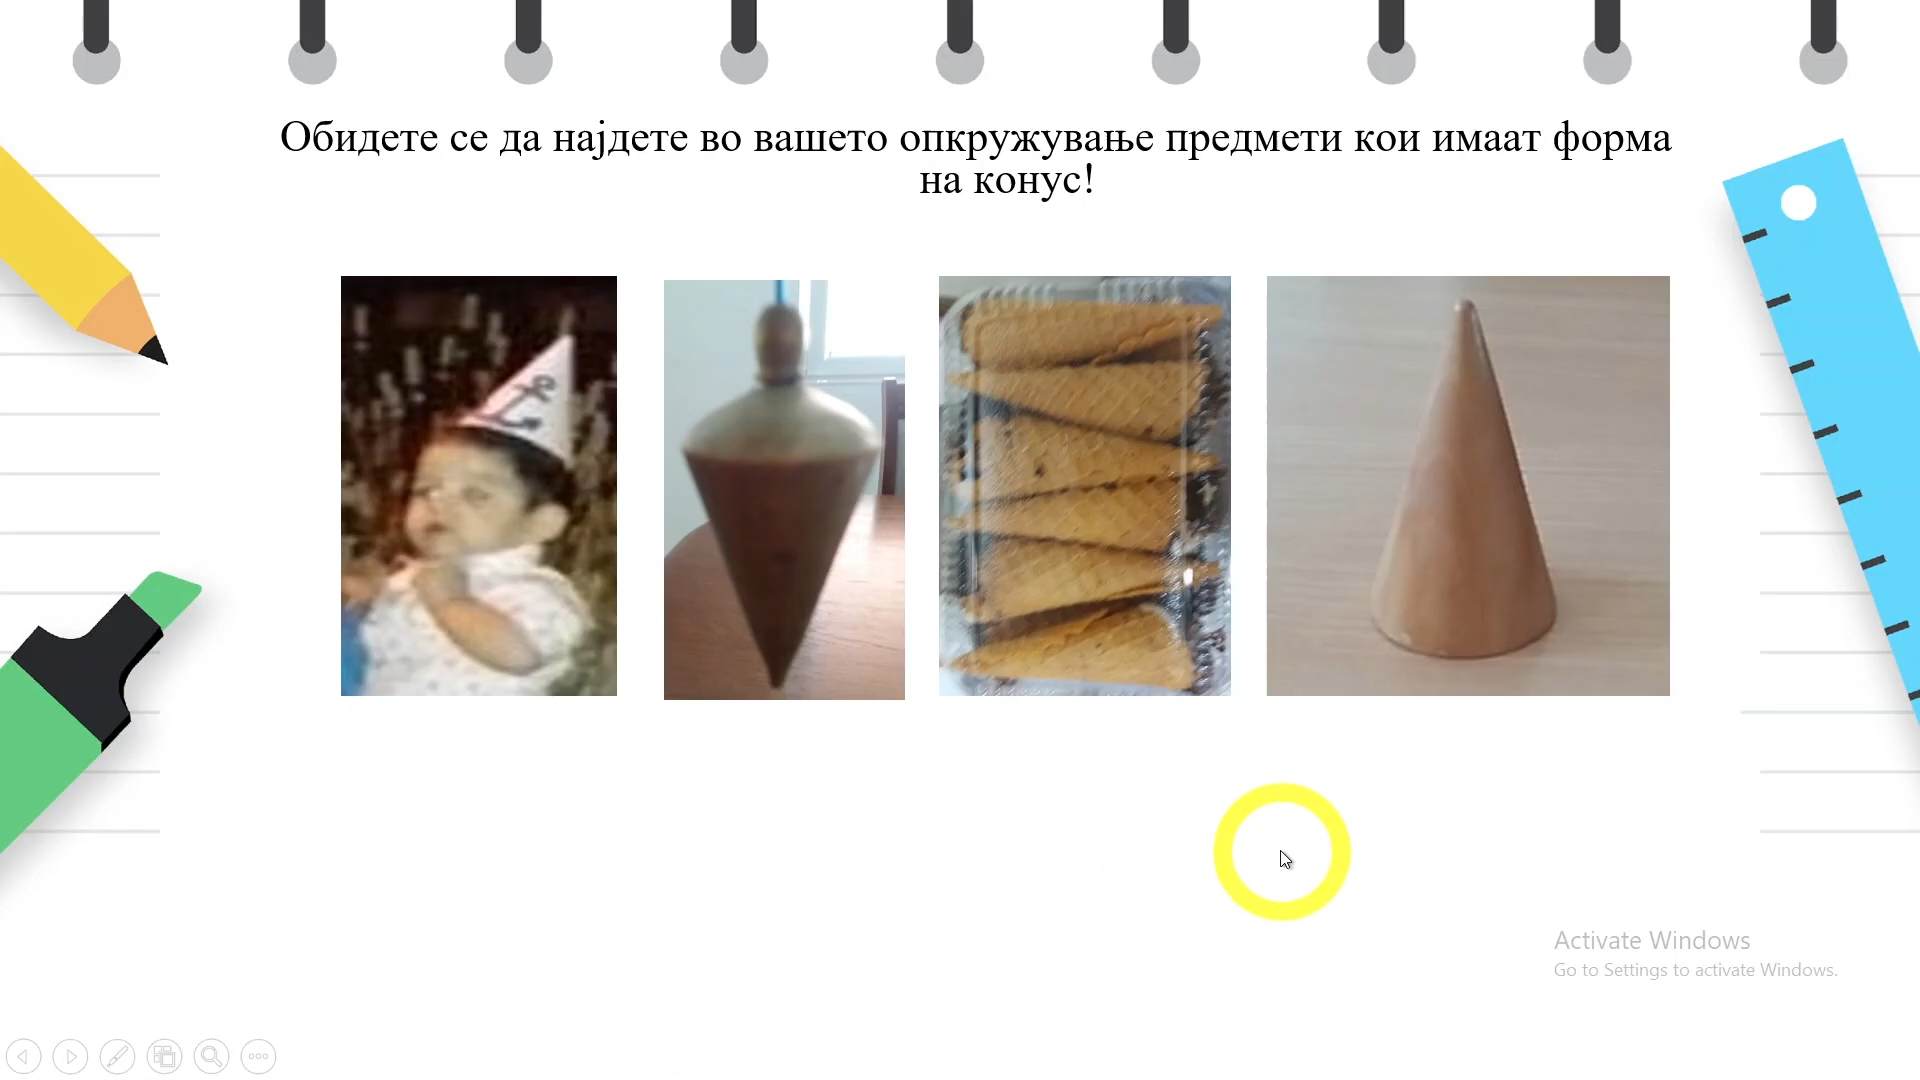 Обидете се да најдете во вашето опкружување предмети кои имаат форма
на конус!
Activate Windows
Go to Settings to activate Windows.